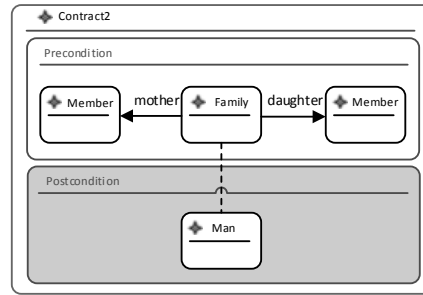 Contract2
Precondition
Member
mother
Family
daughter
Member
Postcondition
Man